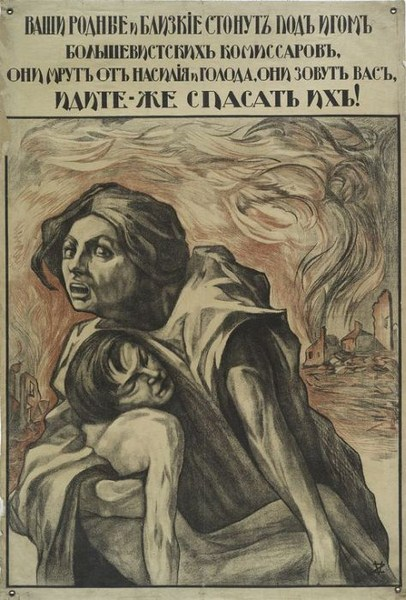 ВАШИ РОДНЫЕ и БЛИЗКІЕ СТОНУТЪ ПОДЪ ИГОМЪ
БОЛЬШЕВИСТСКИХЪ КОМИССАРОВЪ,
ОНИ МРУТЪ ОТЪ НАСИЛІЯ и ГОЛОДА, ОНИ ЗОВУТЪ ВАСЪ,
ИДИТЕ-ЖЕ СПАСАТЬ ИХЪ!